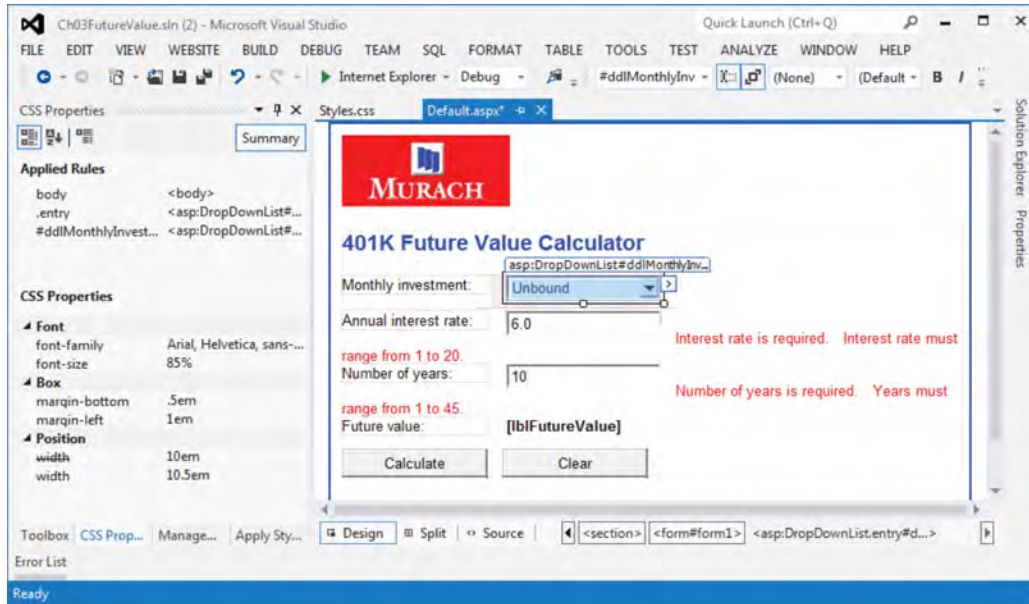 Ch03FutureValue.sln (2) - Microsoft Visual Studio
Quick Launch (Ctrl+Q)
FILE EDIT VIEW WEBSITE BUILD DEBUG TEAM SQL FORMAT TABLE TOOLS TEST ANALYZE WINDOW HELP
Internet Explorer Debug #ddlMonthlyInv (None) (Default B I
CSS Properties
Styles.css Default.aspx*
Solution Explorer
Properties
Summary
Applied Rules
body <body>
.entry <asp:DropDownList#...
#ddlMonthlyInvest... <asp:DropDownList#...
CSS Properties
Font
font-family Arial, Helvetica, sans-...
font-size 85%
Box
margin-bottom .5em
margin-left 1em
Position
width 10em
width 10.5em
MURACH
401K Future Value Calculator
asp:DropDownList#ddlMonthlyInv...
Monthly investment: Unbound
Annual interest rate: 6.0
Interest rate is required. Interest rate must
range from 1 to 20.
Number of years: 10
Number of years is required. Years must
range from 1 to 45.
Future value: [lblFutureValue]
Calculate Clear
Toolbox CSS Prop... Manage... Apply Sty...
Design Split Source <section> <form#form1> <asp:DropDownList.entry#d...>
Error List
Ready